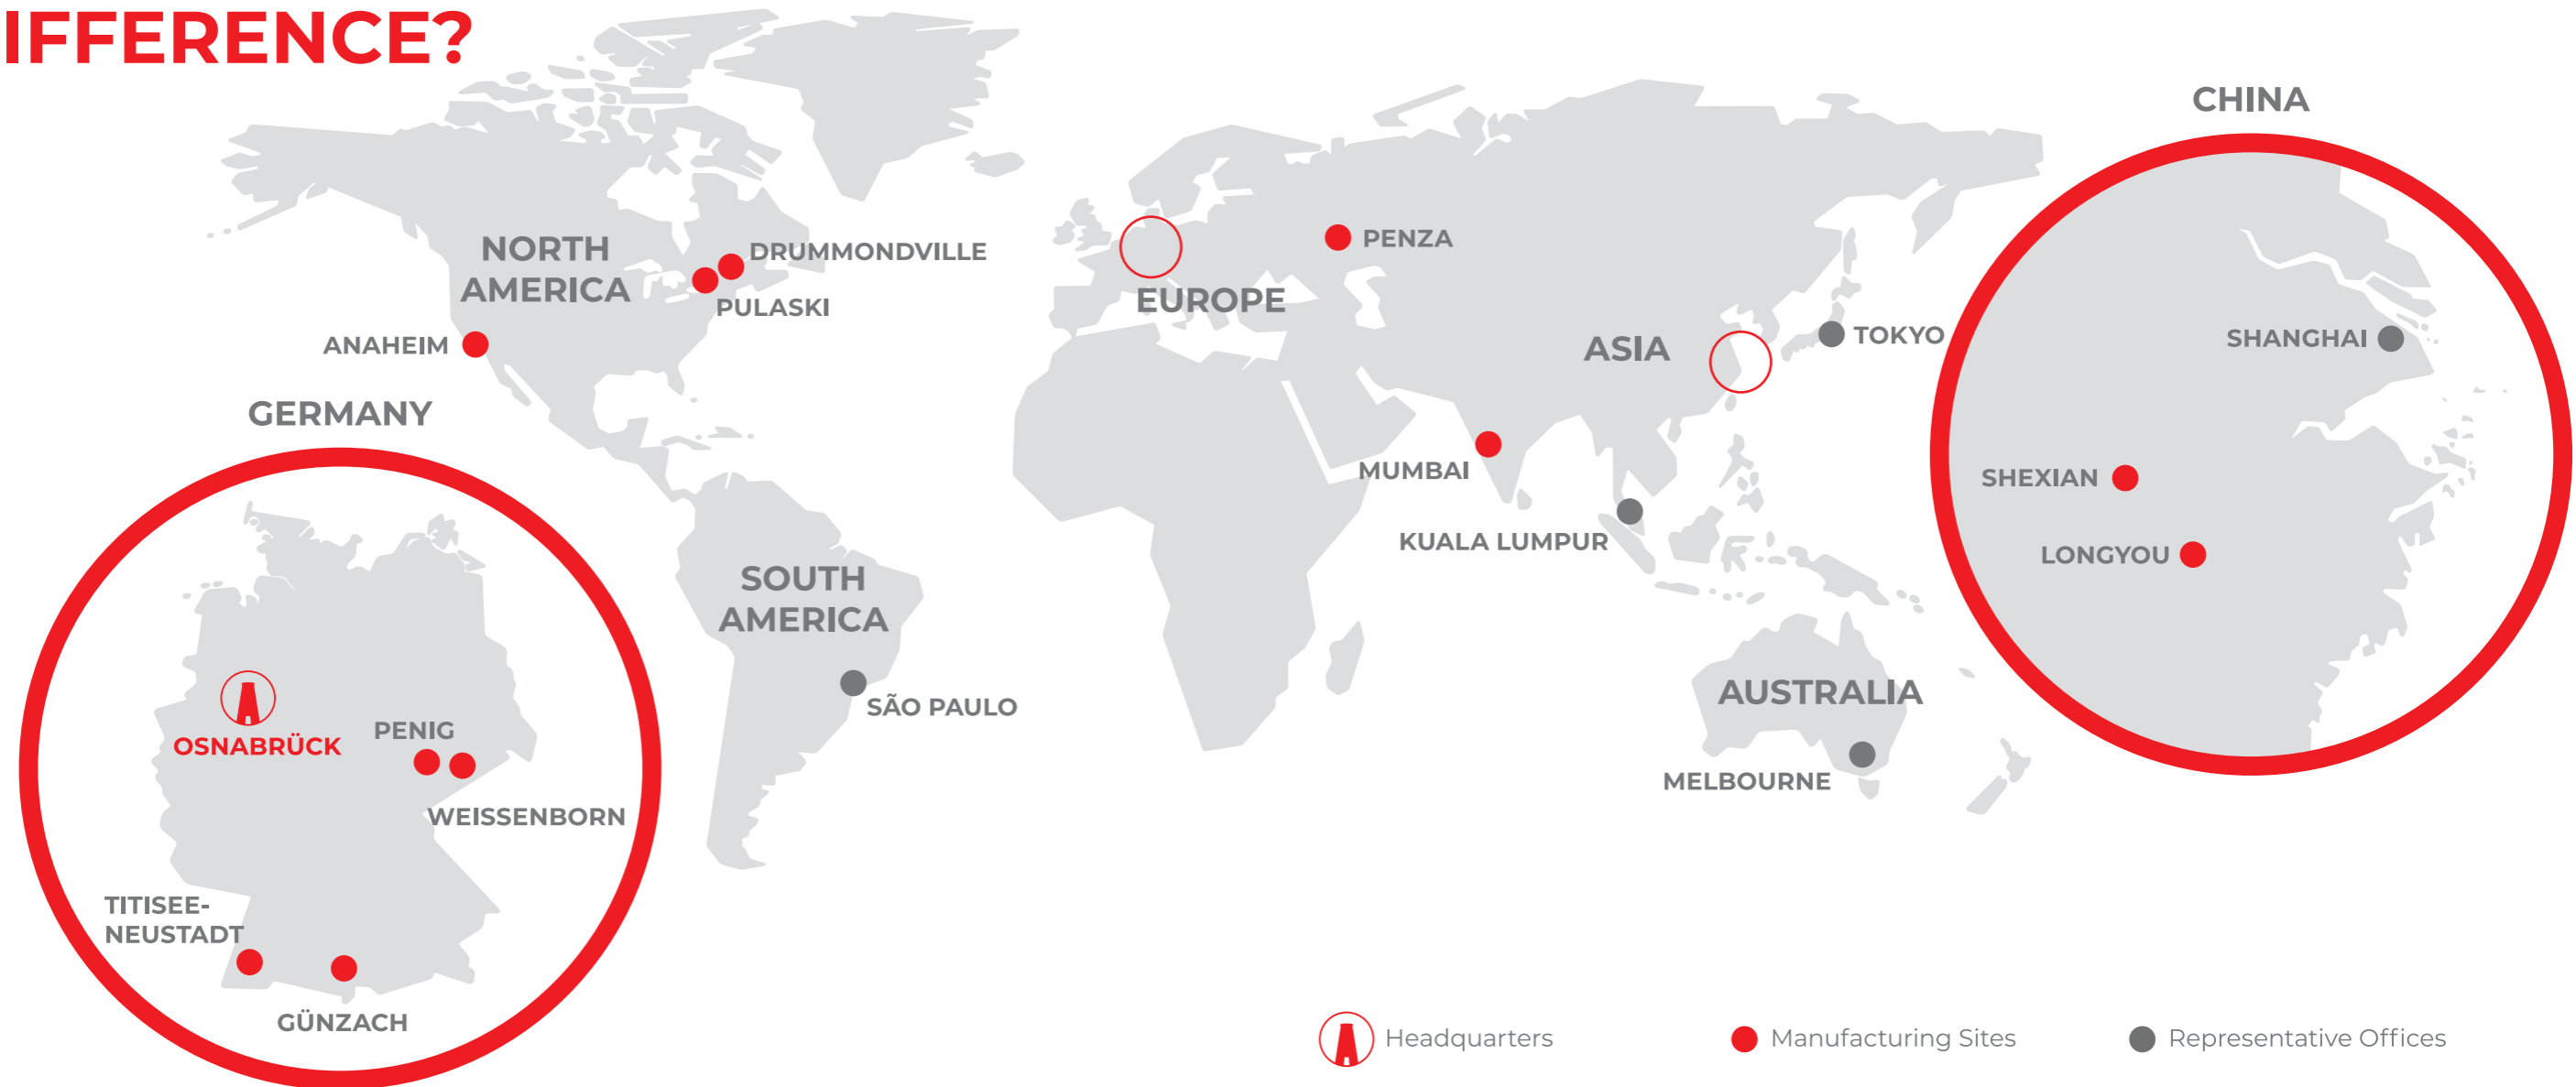 IFFERENCE?
NORTH
AMERICA
DRUMMONDVILLE
PULASKI
ANAHEIM
GERMANY
OSNABRÜCK
PENIG
WEISSENBORN
TITISEE-
NEUSTADT
GÜNZACH
SOUTH
AMERICA
SÃO PAULO
EUROPE
PENZA
ASIA
TOKYO
MUMBAI
KUALA LUMPUR
AUSTRALIA
MELBOURNE
CHINA
SHANGHAI
SHEXIAN
LONGYOU
Headquarters
Manufacturing Sites
Representative Offices